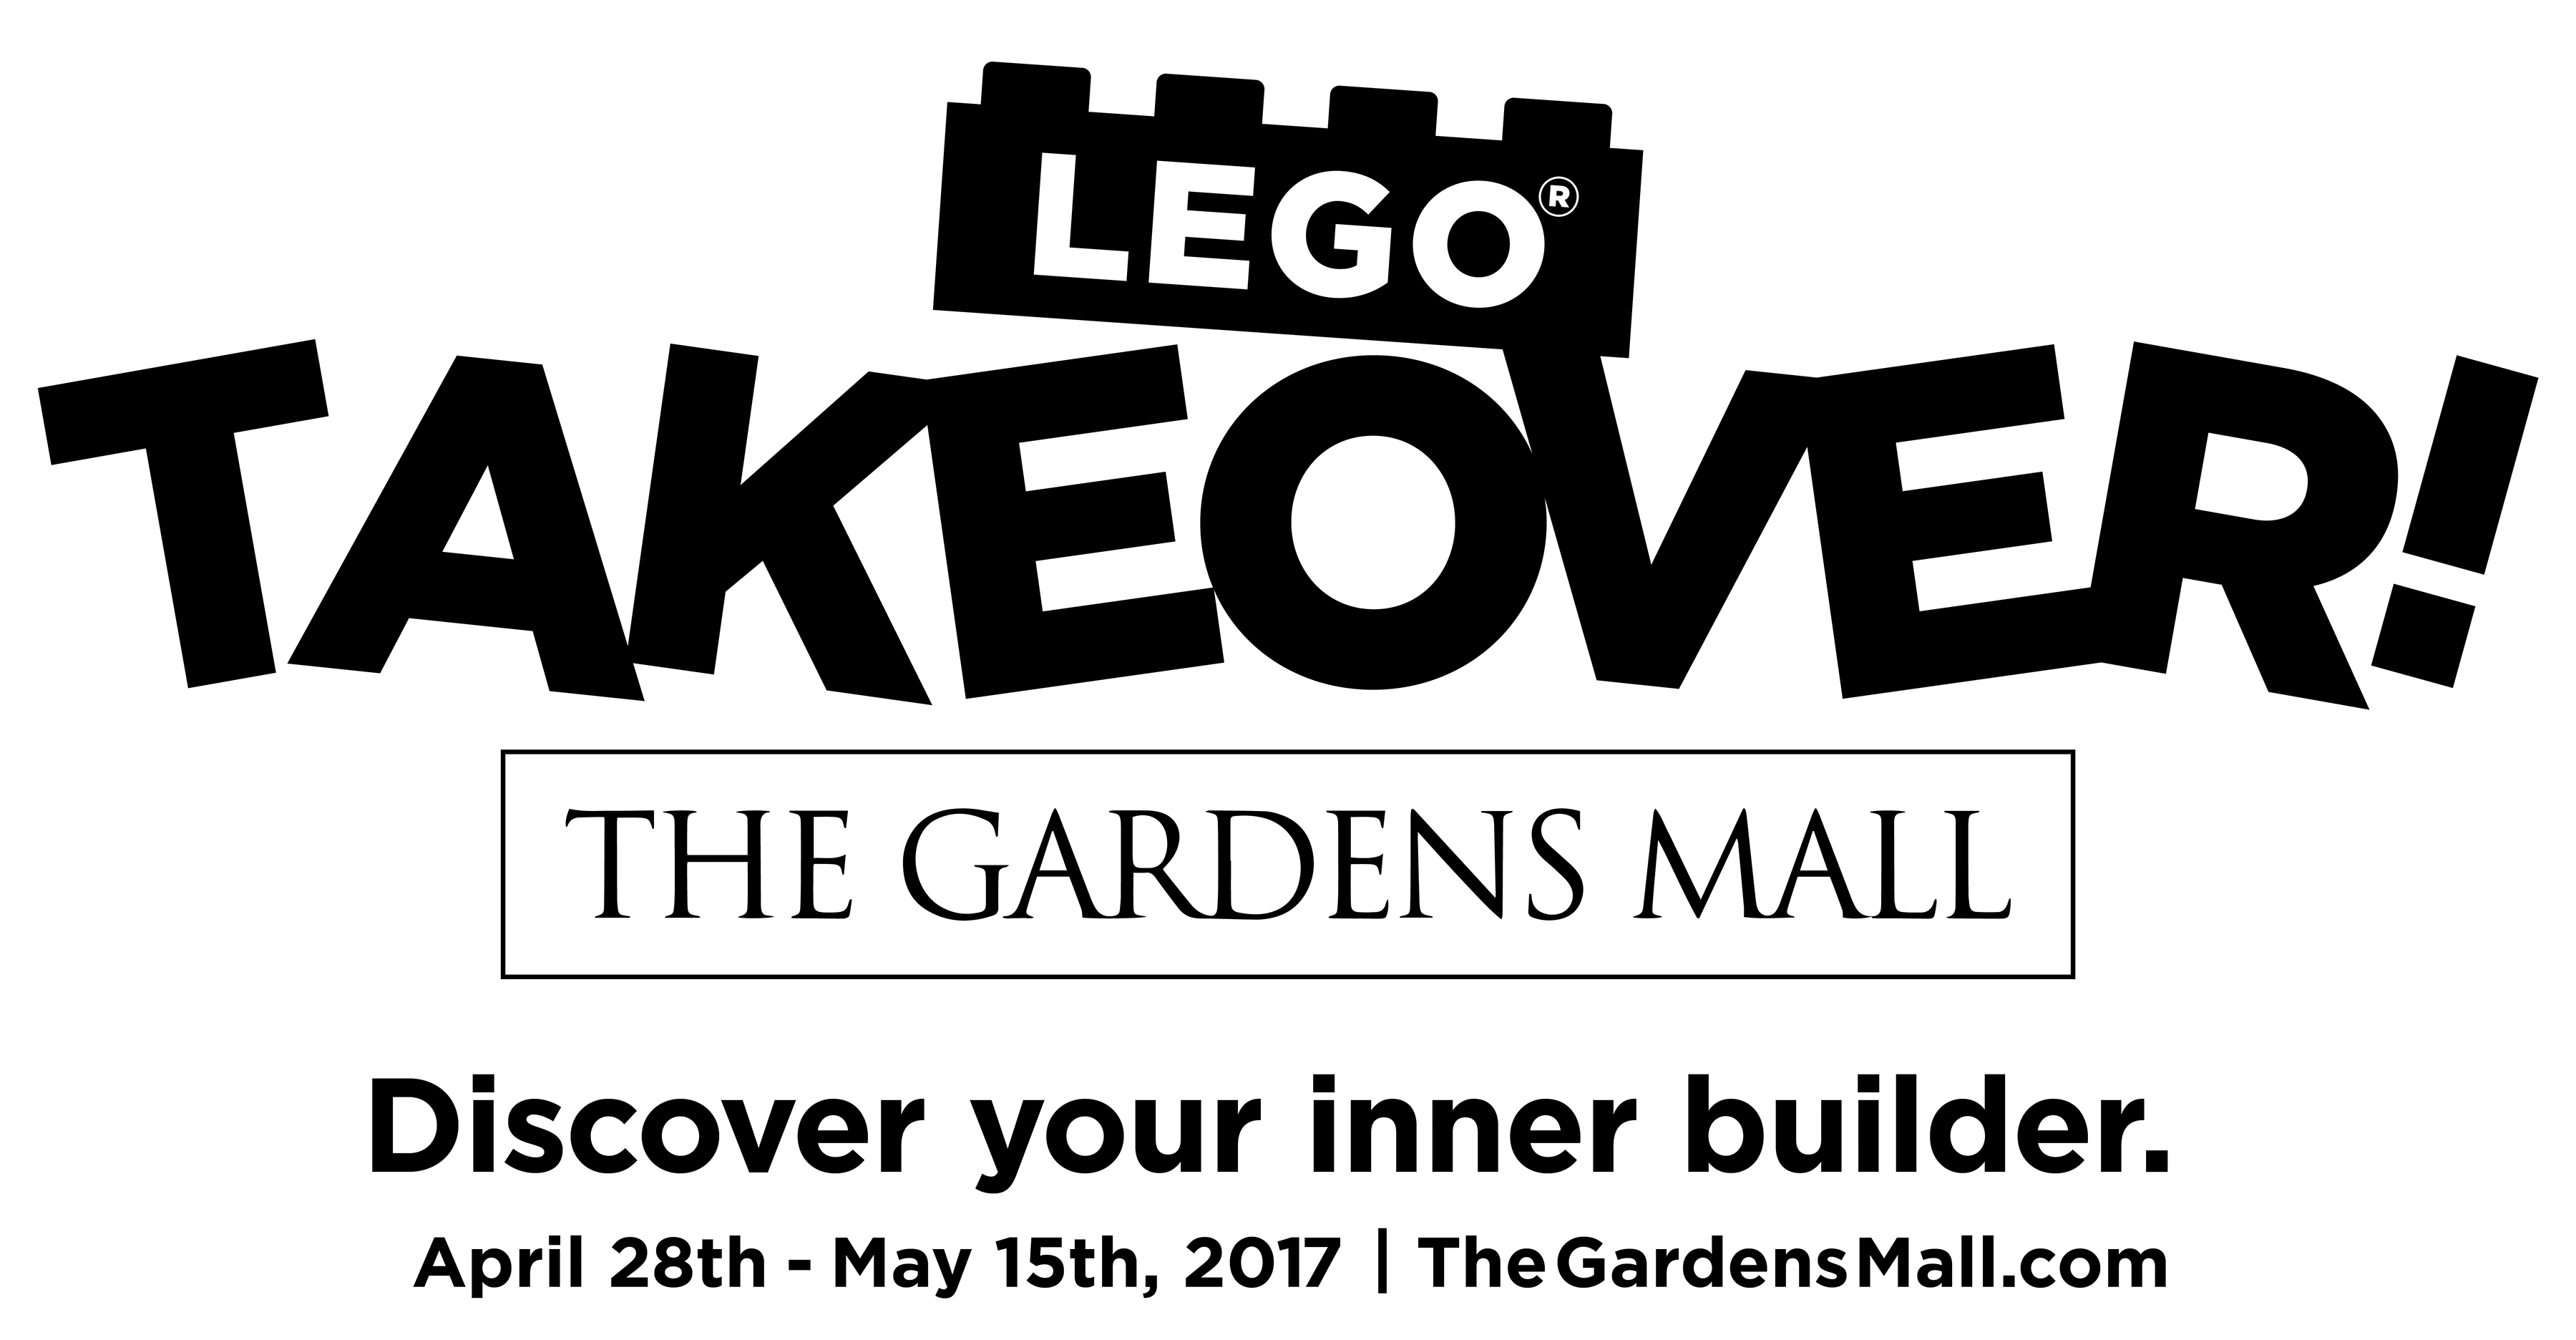 LEGO®
TAKEOVER!
THE GARDENS MALL
Discover your inner builder.
April 28th - May 15th, 2017 | TheGardensMall.com